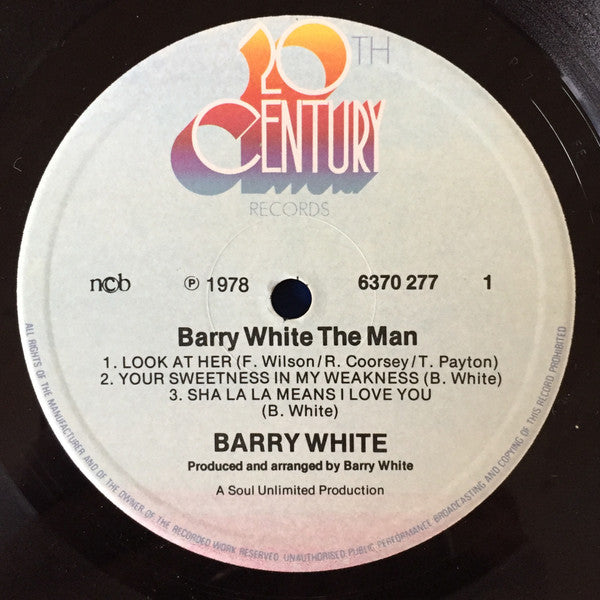 20TH
CENTURY
RECORDS
ncb
℗ 1978
6370 277
1
Barry White The Man
1. LOOK AT HER (F. Wilson/R. Coorsey/T. Payton)
2. YOUR SWEETNESS IN MY WEAKNESS (B. White)
3. SHA LA LA MEANS I LOVE YOU
(B. White)
BARRY WHITE
Produced and arranged by Barry White
A Soul Unlimited Production
ALL RIGHTS OF THE MANUFACTURER AND OF THE OWNER OF THE RECORDED WORK RESERVED. UNAUTHORISED PUBLIC PERFORMANCE BROADCASTING AND COPYING OF THIS RECORD PROHIBITED